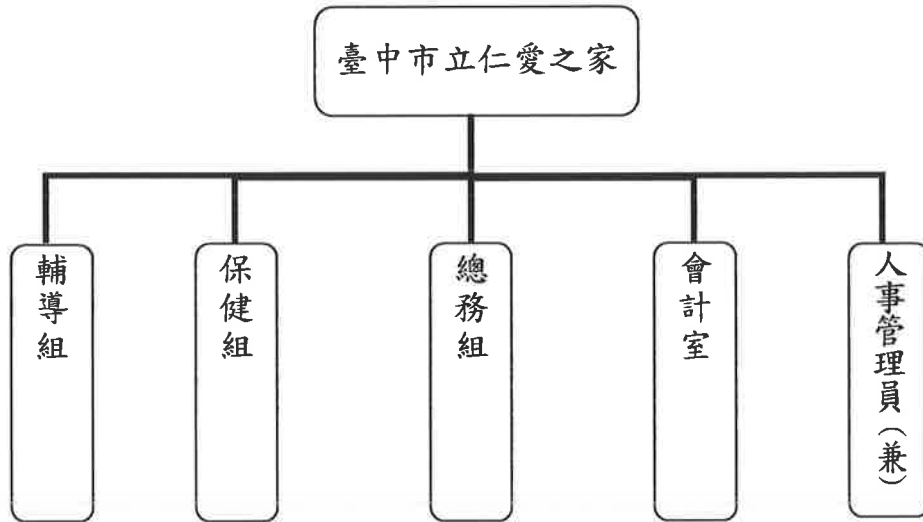 臺中市立仁愛之家
輔導組
保健組
總務組
會計室
人事管理員(兼)